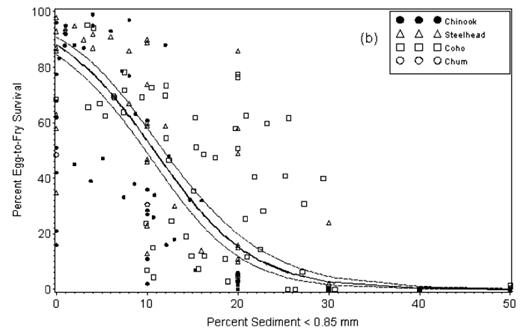 (b)
Chinook
Steelhead
Coho
Chum
Percent Egg-to-Fry Survival
100
80
60
40
20
0
0 10 20 30 40 50
Percent Sediment < 0.85 mm